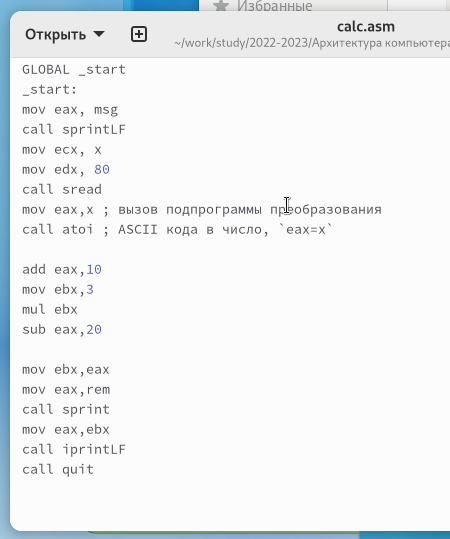 Избранные
Открыть
calc.asm
~/work/study/2022-2023/Архитектура компьютера
GLOBAL _start
_start:
mov eax, msg
call sprintLF
mov ecx, x
mov edx, 80
call sread
mov eax,x ; вызов подпрограммы преобразования
call atoi ; ASCII кода в число, `eax=x`
add eax,10
mov ebx,3
mul ebx
sub eax,20
mov ebx,eax
mov eax,rem
call sprint
mov eax,ebx
call iprintLF
call quit